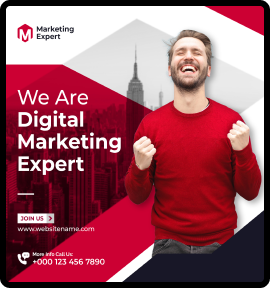 Marketing
Expert
We Are
Digital
Marketing
Expert
JOIN US
www.websitename.com
More Info Call Us:
+000 123 456 7890